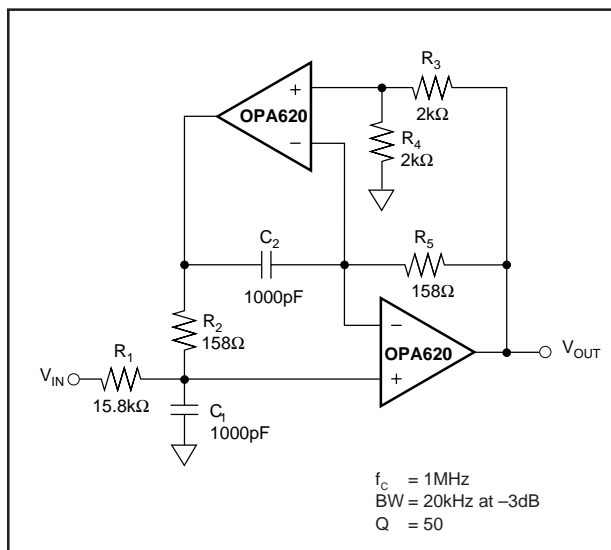 R3
2kΩ
+
OPA620
R4
2kΩ
−
C2
1000pF
R5
158Ω
R2
158Ω
−
OPA620
+
VOUT
VIN
R1
15.8kΩ
C1
1000pF
fC = 1MHz
BW = 20kHz at –3dB
Q = 50